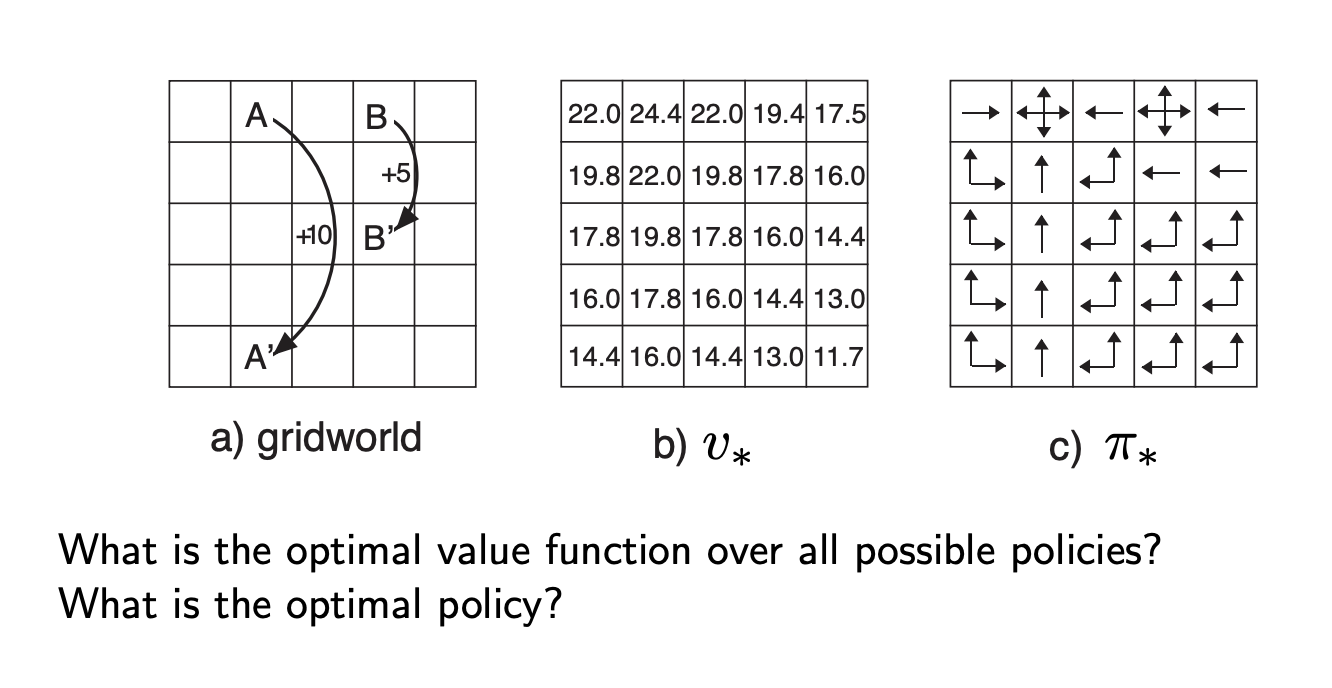 A B
+5
+10 B’
A’
22.0 24.4 22.0 19.4 17.5
19.8 22.0 19.8 17.8 16.0
17.8 19.8 17.8 16.0 14.4
16.0 17.8 16.0 14.4 13.0
14.4 16.0 14.4 13.0 11.7
a) gridworld
b) v*
c) π*
What is the optimal value function over all possible policies?
What is the optimal policy?